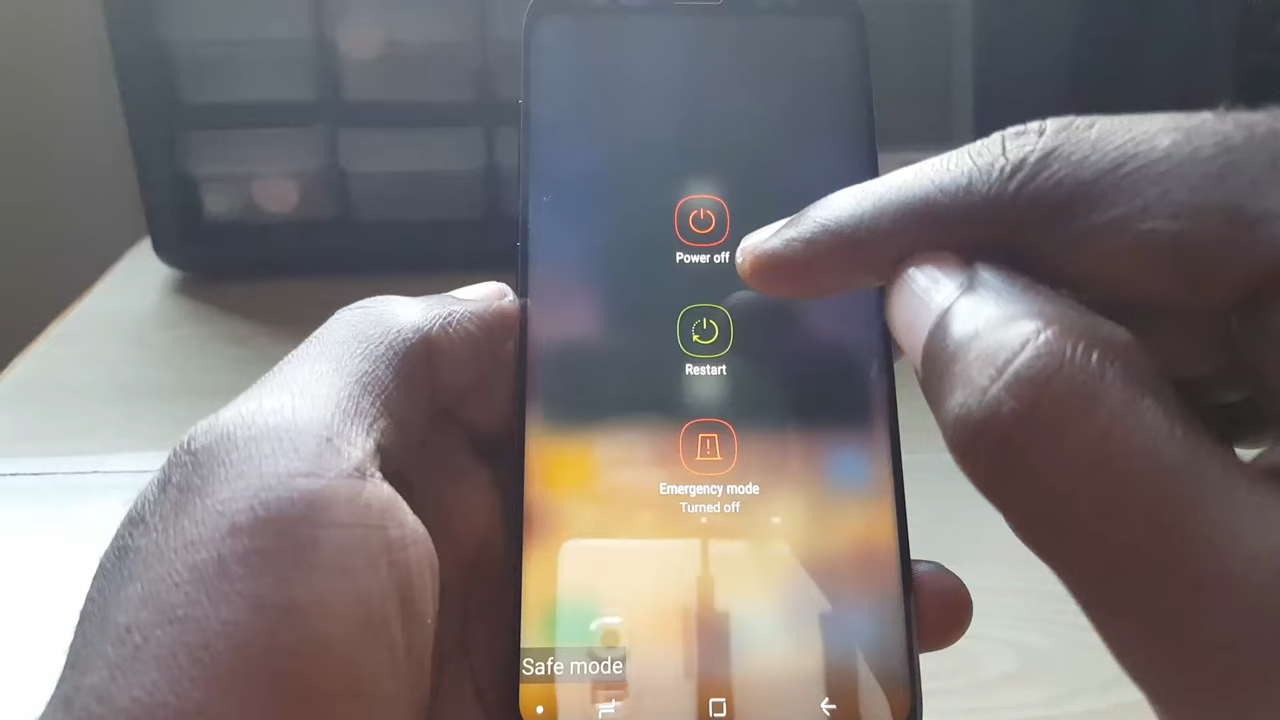 Power off
Restart
Emergency mode
Turned off
Safe mode